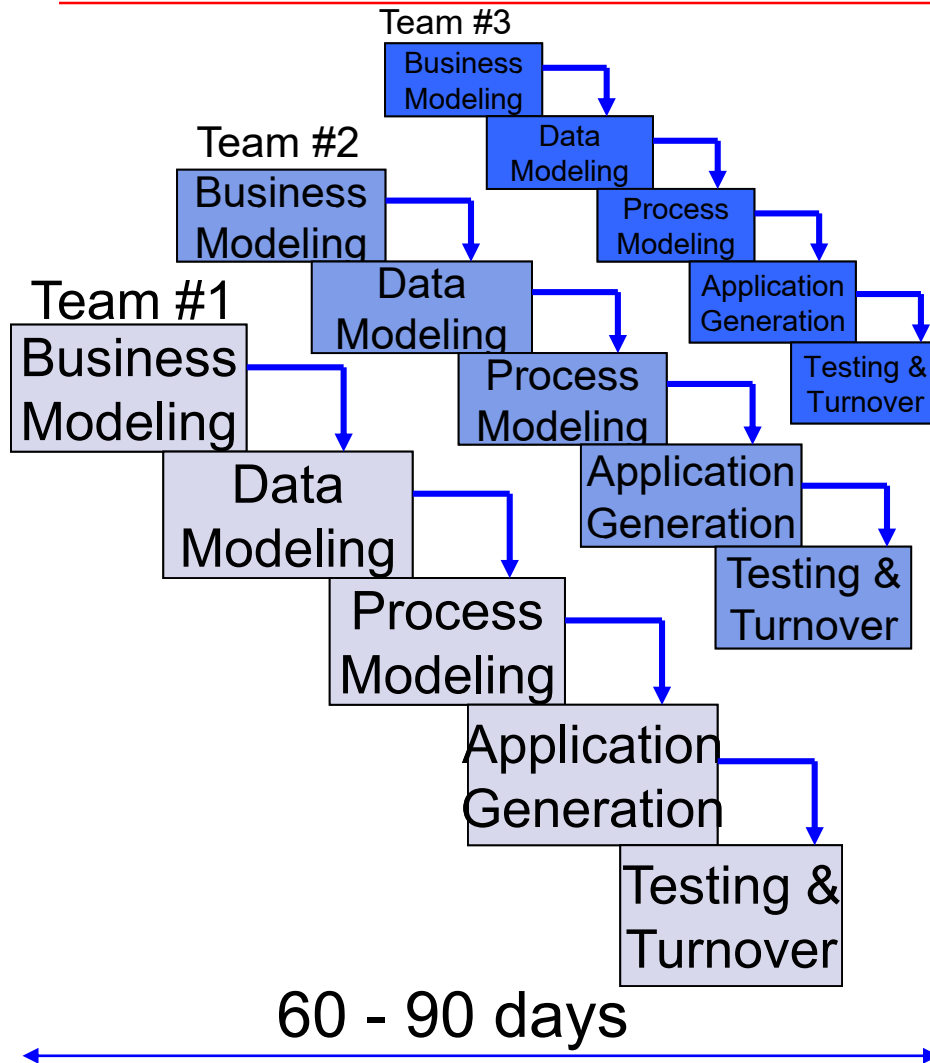 Team #3
Business
Modeling
Data
Modeling
Process
Modeling
Application
Generation
Testing &
Turnover
Team #2
Business
Modeling
Data
Modeling
Process
Modeling
Application
Generation
Testing &
Turnover
Team #1
Business
Modeling
Data
Modeling
Process
Modeling
Application
Generation
Testing &
Turnover
60 - 90 days